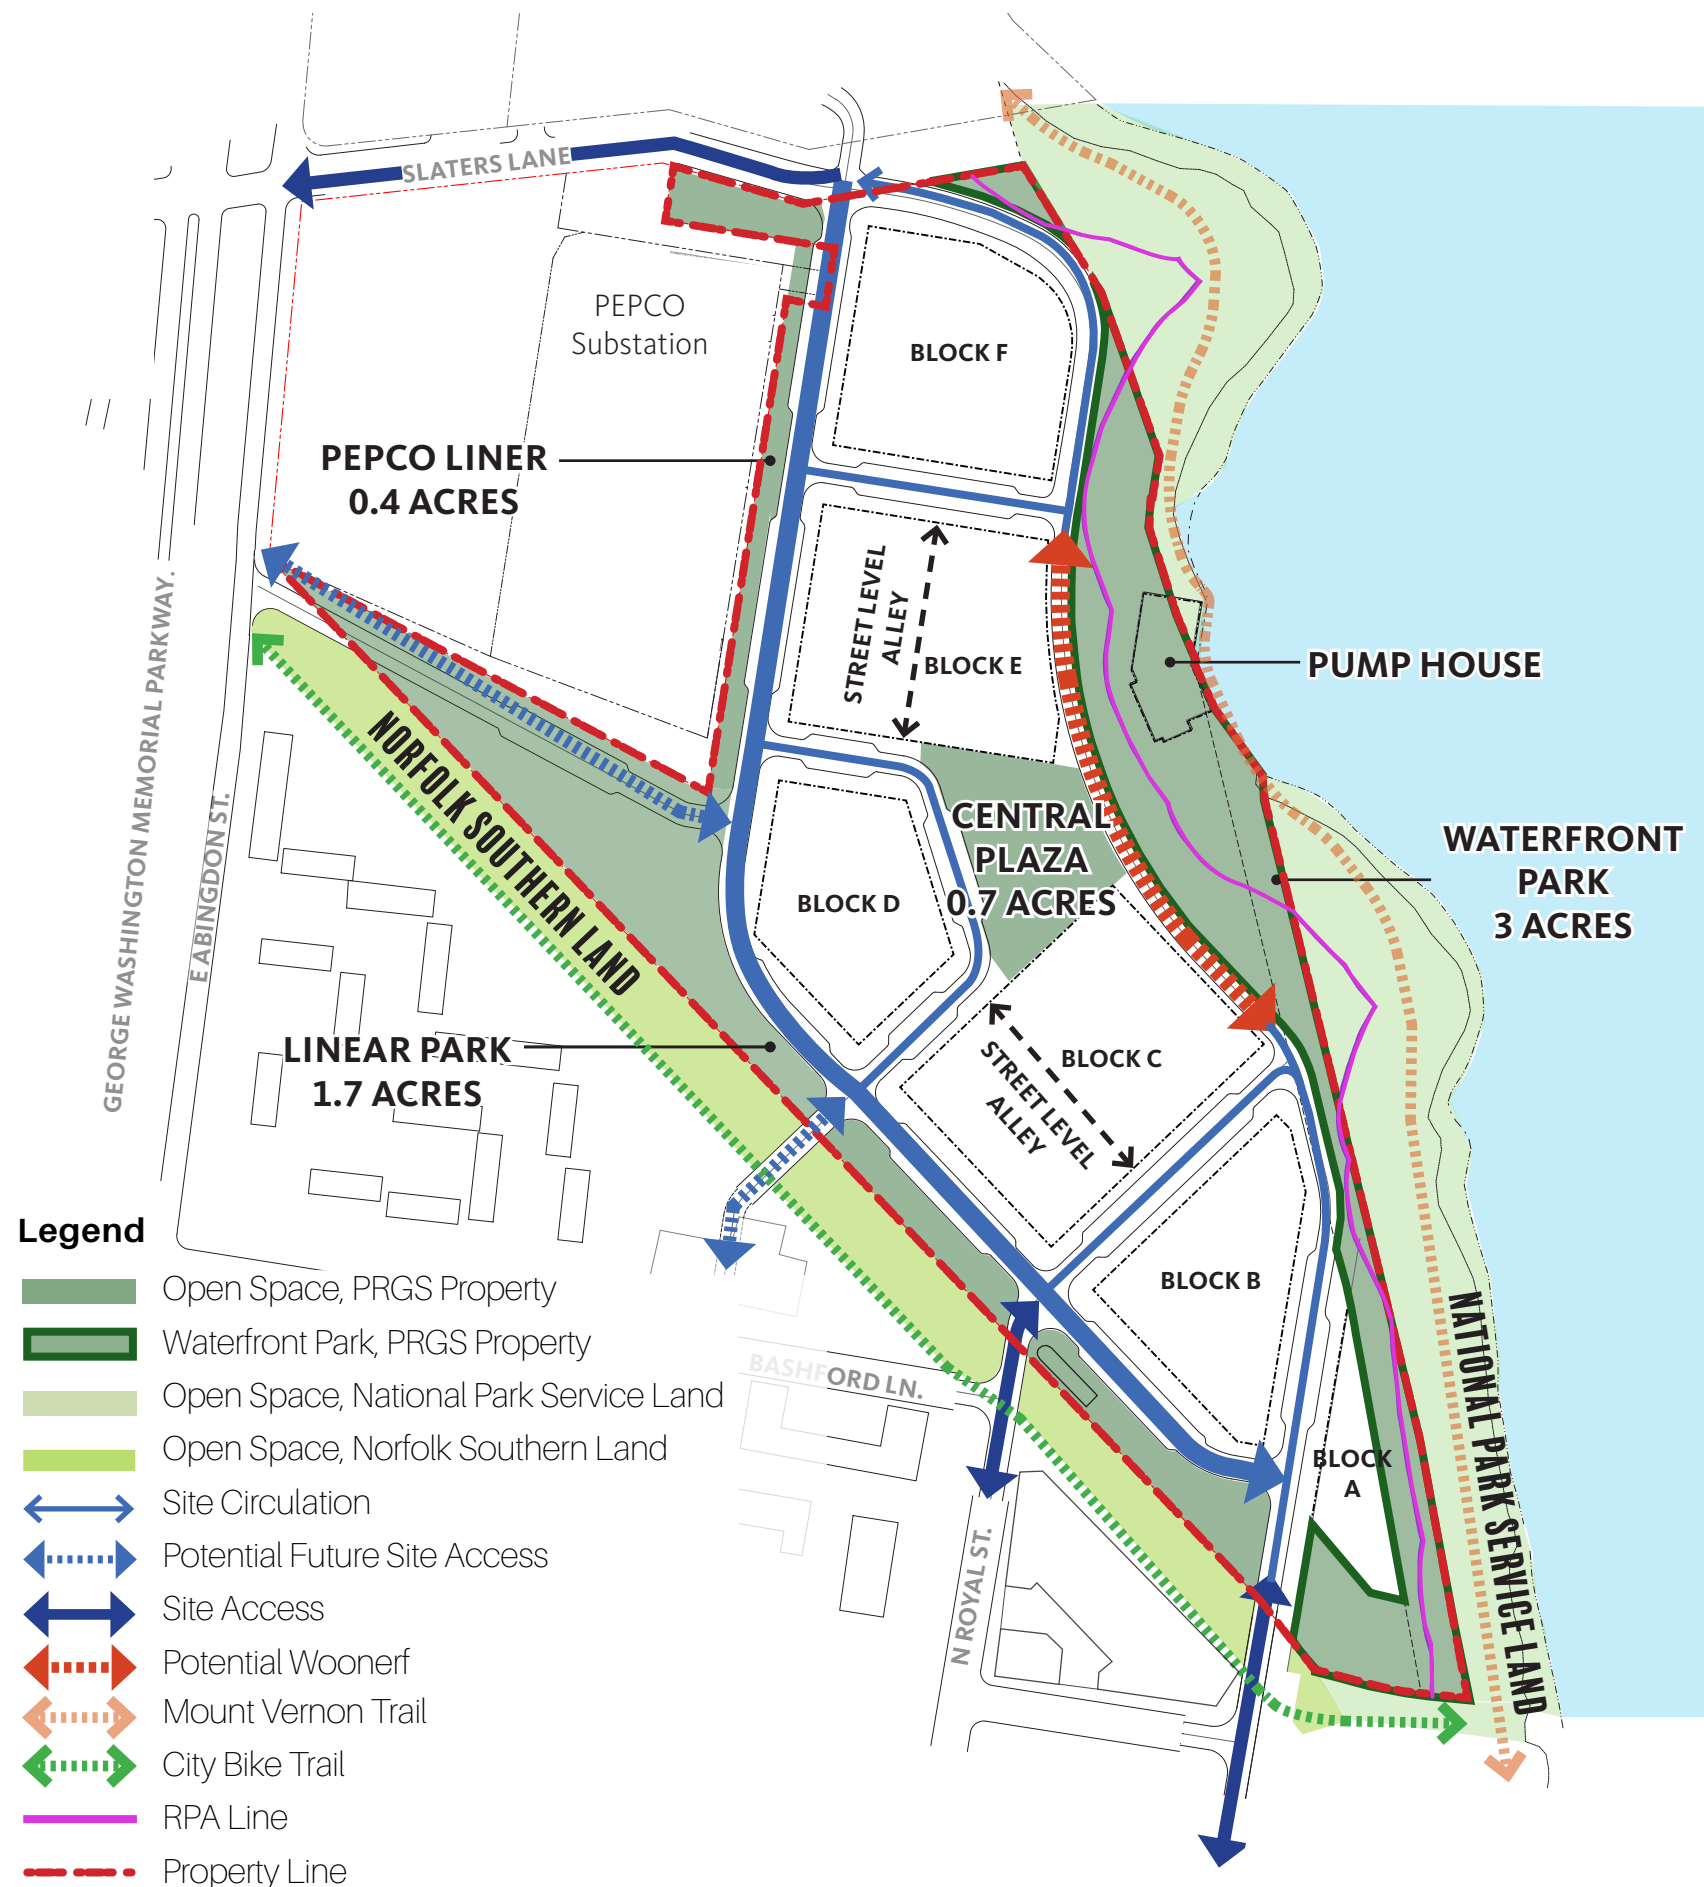 SLATERS LANE
PEPCO
Substation
BLOCK F
PEPCO LINER
0.4 ACRES
STREET LEVEL
ALLEY
BLOCK E
PUMP HOUSE
GEORGE WASHINGTON MEMORIAL PARKWAY.
E ABINGDON ST.
NORFOLK SOUTHERN LAND
CENTRAL
PLAZA
0.7 ACRES
WATERFRONT
PARK
3 ACRES
BLOCK D
LINEAR PARK
1.7 ACRES
BLOCK C
STREET LEVEL
ALLEY
BLOCK B
BASHFORD LN.
BLOCK
A
N ROYAL ST.
NATIONAL PARK SERVICE LAND
Legend
Open Space, PRGS Property
Waterfront Park, PRGS Property
Open Space, National Park Service Land
Open Space, Norfolk Southern Land
Site Circulation
Potential Future Site Access
Site Access
Potential Woonerf
Mount Vernon Trail
City Bike Trail
RPA Line
Property Line